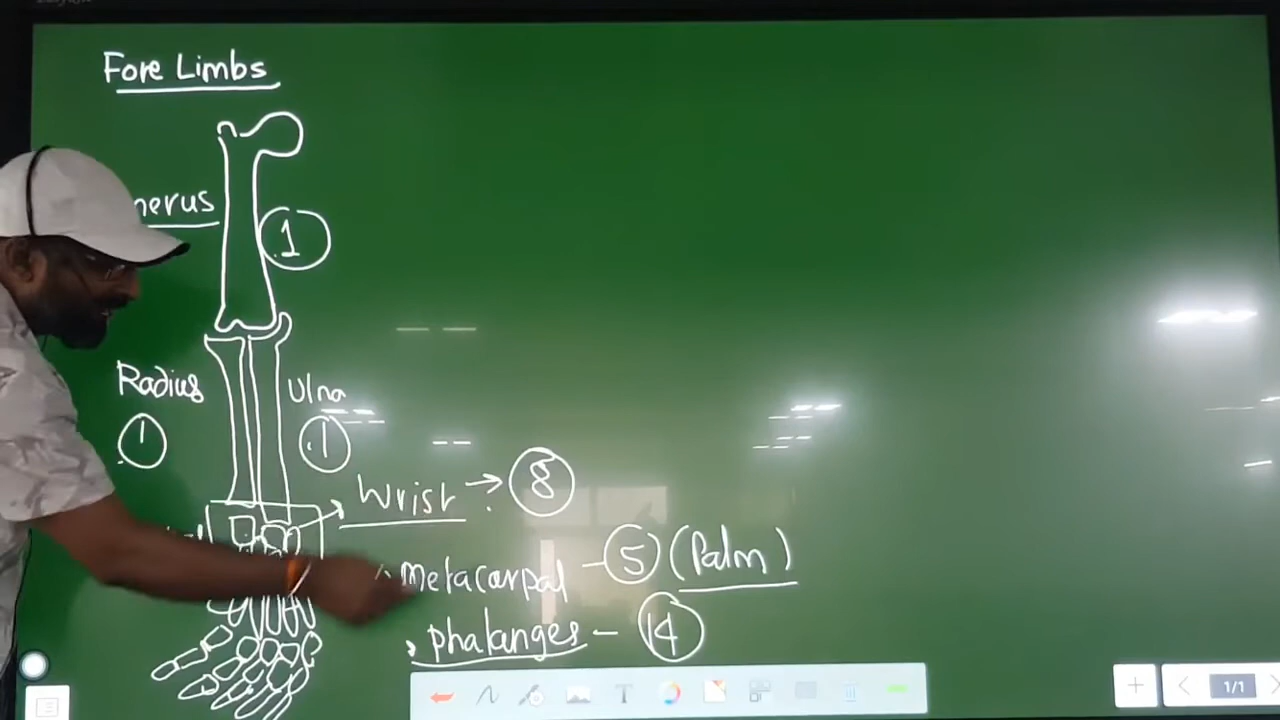 Fore Limbs
nerus
1
Radius
Ulna
1
1
Wrist → 8
Metacarpal - 5 (Palm)
phalanges - 14
1/1